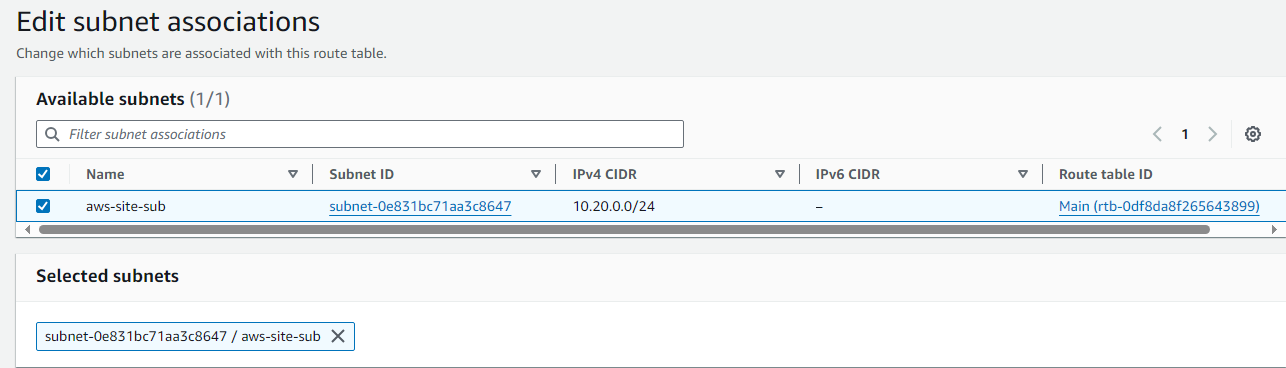 Edit subnet associations
Change which subnets are associated with this route table.
Available subnets (1/1)
Filter subnet associations
1
Name Subnet ID IPv4 CIDR IPv6 CIDR Route table ID
aws-site-sub subnet-0e831bc71aa3c8647 10.20.0.0/24 – Main (rtb-0df8da8f265643899)
Selected subnets
subnet-0e831bc71aa3c8647 / aws-site-sub